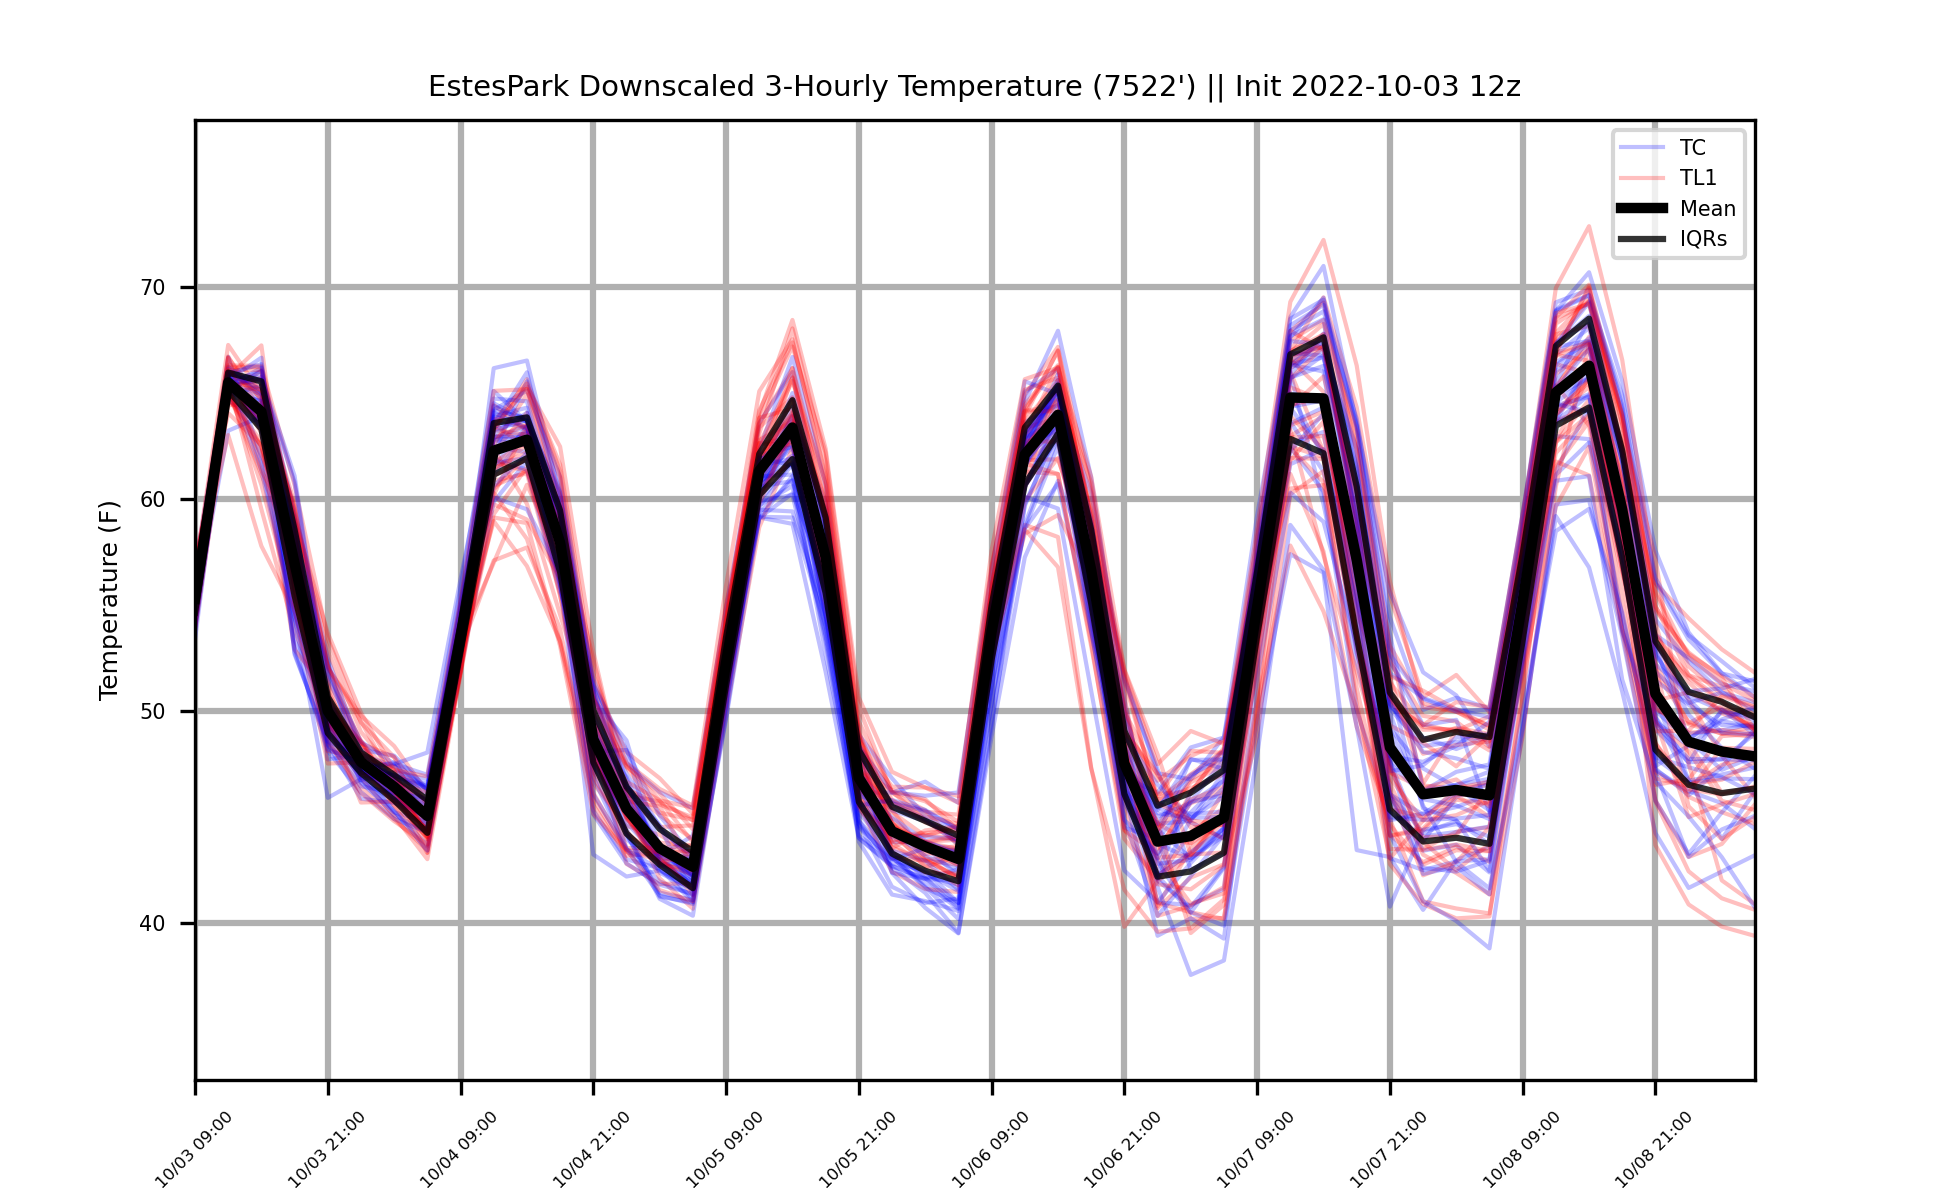 EstesPark Downscaled 3-Hourly Temperature (7522') || Init 2022-10-03 12z
TC
TL1
Mean
IQRs
Temperature (F)
70
60
50
40
10/03 09:00
10/03 21:00
10/04 09:00
10/04 21:00
10/05 09:00
10/05 21:00
10/06 09:00
10/06 21:00
10/07 09:00
10/07 21:00
10/08 09:00
10/08 21:00